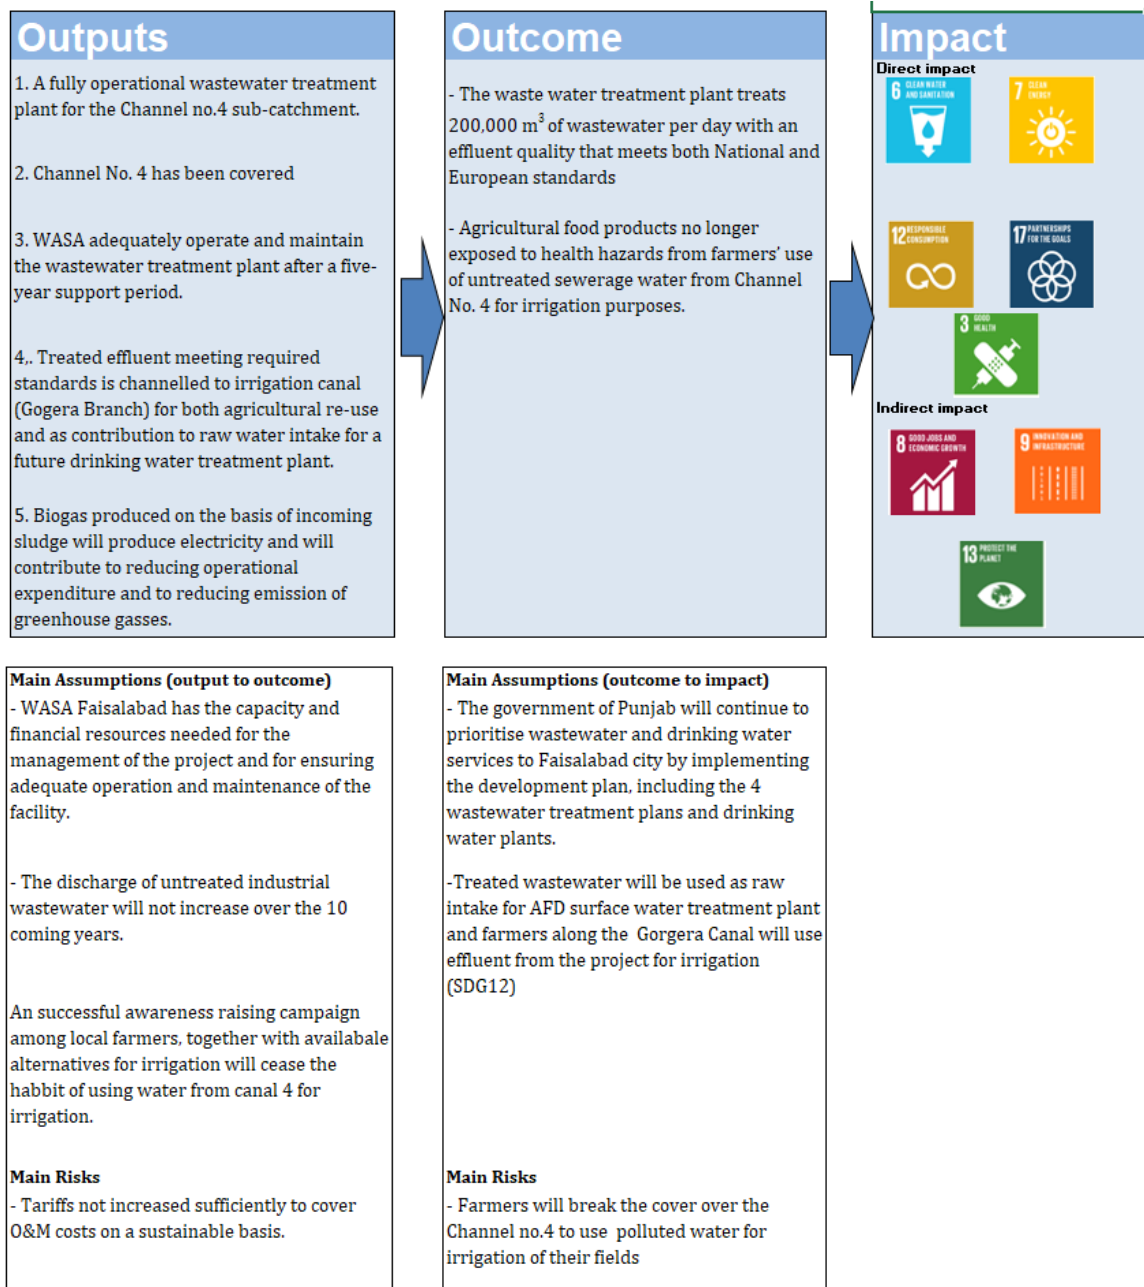 Outputs
1. A fully operational wastewater treatment
plant for the Channel no.4 sub-catchment.
2. Channel No. 4 has been covered
3. WASA adequately operate and maintain
the wastewater treatment plant after a five-
year support period.
4,. Treated effluent meeting required
standards is channelled to irrigation canal
(Gogera Branch) for both agricultural re-use
and as contribution to raw water intake for a
future drinking water treatment plant.
5. Biogas produced on the basis of incoming
sludge will produce electricity and will
contribute to reducing operational
expenditure and to reducing emission of
greenhouse gasses.
Outcome
- The waste water treatment plant treats
200,000 m³ of wastewater per day with an
effluent quality that meets both National and
European standards
- Agricultural food products no longer
exposed to health hazards from farmers' use
of untreated sewerage water from Channel
No. 4 for irrigation purposes.
Impact
Direct impact
6 CLEAN WATER
AND SANITATION
7 CLEAN
ENERGY
12 RESPONSIBLE
CONSUMPTION
17 PARTNERSHIPS
FOR THE GOALS
3 GOOD
HEALTH
Indirect impact
8 GOOD JOBS AND
ECONOMIC GROWTH
9 INNOVATION AND
INFRASTRUCTURE
13 PROTECT THE
PLANET
Main Assumptions (output to outcome)
- WASA Faisalabad has the capacity and
financial resources needed for the
management of the project and for ensuring
adequate operation and maintenance of the
facility.
- The discharge of untreated industrial
wastewater will not increase over the 10
coming years.
An successful awareness raising campaign
among local farmers, together with availabale
alternatives for irrigation will cease the
habbit of using water from canal 4 for
irrigation.
Main Risks
- Tariffs not increased sufficiently to cover
O&M costs on a sustainable basis.
Main Assumptions (outcome to impact)
- The government of Punjab will continue to
prioritise wastewater and drinking water
services to Faisalabad city by implementing
the development plan, including the 4
wastewater treatment plans and drinking
water plants.
-Treated wastewater will be used as raw
intake for AFD surface water treatment plant
and farmers along the Gorgera Canal will use
effluent from the project for irrigation
(SDG12)
Main Risks
- Farmers will break the cover over the
Channel no.4 to use polluted water for
irrigation of their fields